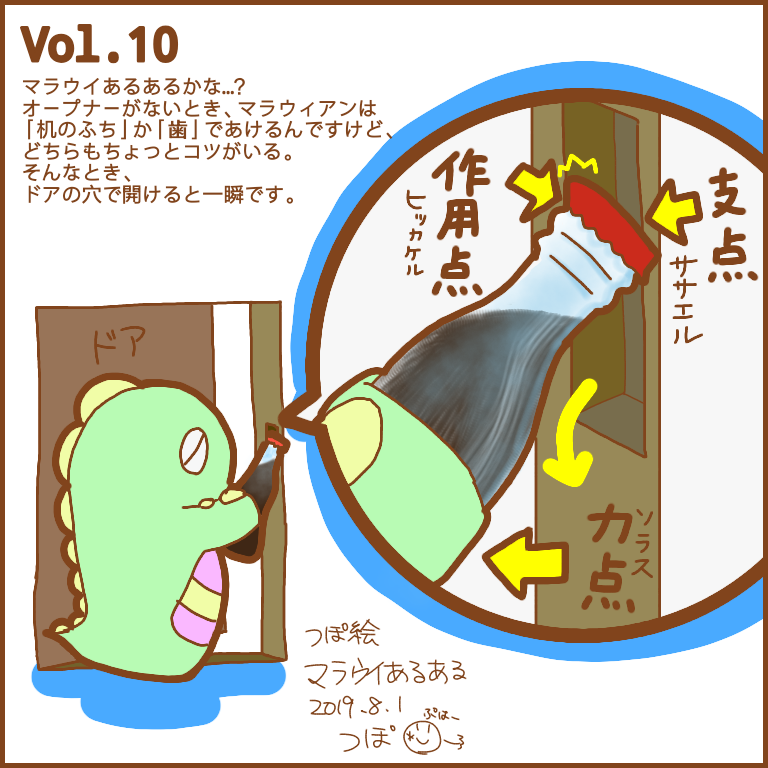 Vol.10
マラウイあるあるかな…?
オープナーがないとき、マラウィアンは
「机のふち」か「歯」であけるんですけど、
どちらもちょっとコツがいる。
そんなとき、
ドアの穴で開けると一瞬です。
作用点
ヒッカケル
支点
ササエル
ドア
力点
ソラス
つぽ絵
マラウイあるある
2019.8.1
ぷはー
つぽ